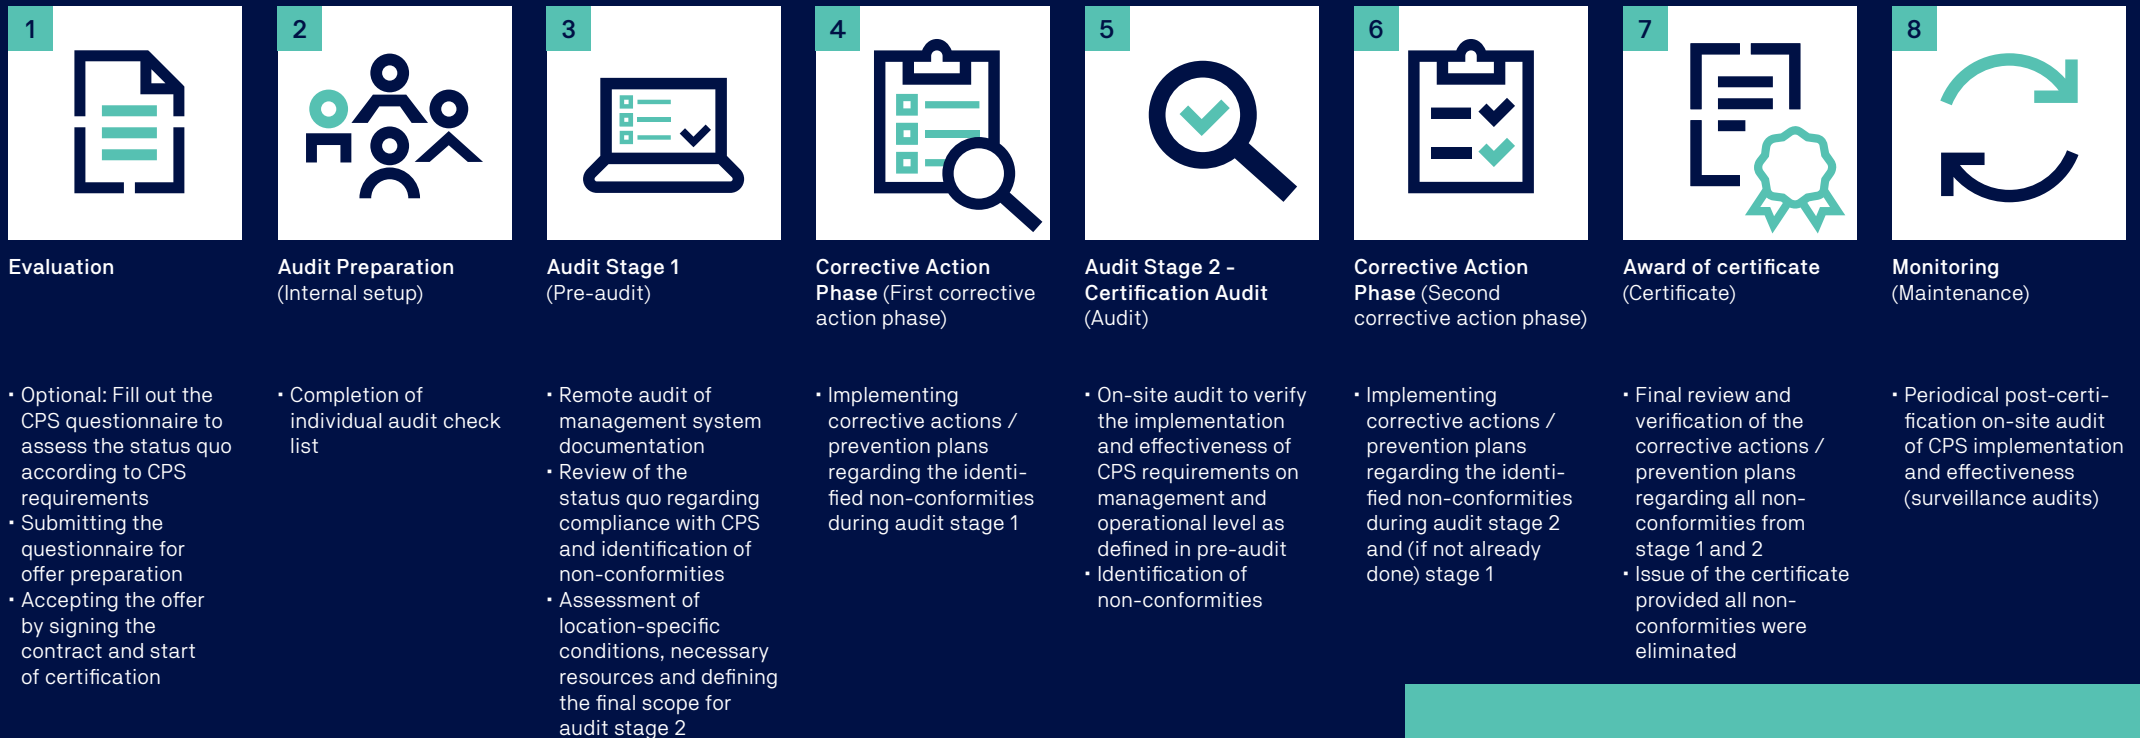 1
Evaluation
• Optional: Fill out the
CPS questionnaire to
assess the status quo
according to CPS
requirements
• Submitting the
questionnaire for
offer preparation
• Accepting the offer
by signing the
contract and start
of certification
2
Audit Preparation
(Internal setup)
• Completion of
individual audit check
list
3
Audit Stage 1
(Pre-audit)
• Remote audit of
management system
documentation
• Review of the
status quo regarding
compliance with CPS
and identification of
non-conformities
• Assessment of
location-specific
conditions, necessary
resources and defining
the final scope for
audit stage 2
4
Corrective Action
Phase (First corrective
action phase)
• Implementing
corrective actions /
prevention plans
regarding the identi-
fied non-conformities
during audit stage 1
5
Audit Stage 2 -
Certification Audit
(Audit)
• On-site audit to verify
the implementation
and effectiveness of
CPS requirements on
management and
operational level as
defined in pre-audit
• Identification of
non-conformities
6
Corrective Action
Phase (Second
corrective action phase)
• Implementing
corrective actions /
prevention plans
regarding the identi-
fied non-conformities
during audit stage 2
and (if not already
done) stage 1
7
Award of certificate
(Certificate)
• Final review and
verification of the
corrective actions /
prevention plans
regarding all non-
conformities from
stage 1 and 2
• Issue of the certificate
provided all non-
conformities were
eliminated
8
Monitoring
(Maintenance)
• Periodical post-certi-
fication on-site audit
of CPS implementation
and effectiveness
(surveillance audits)